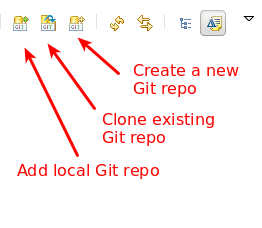 GIT GIT GIT
Create a new
Git repo
Clone existing
Git repo
Add local Git repo